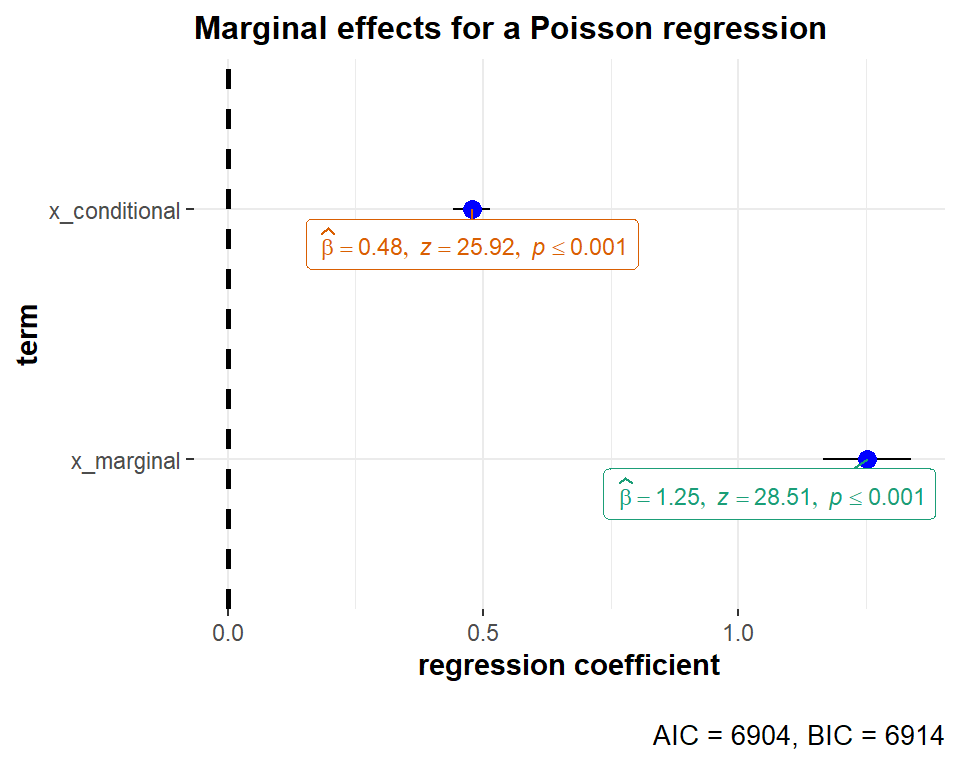 Marginal effects for a Poisson regression
x_conditional
β̂ = 0.48, z = 25.92, p ≤ 0.001
term
x_marginal
β̂ = 1.25, z = 28.51, p ≤ 0.001
0.0 0.5 1.0
regression coefficient
AIC = 6904, BIC = 6914